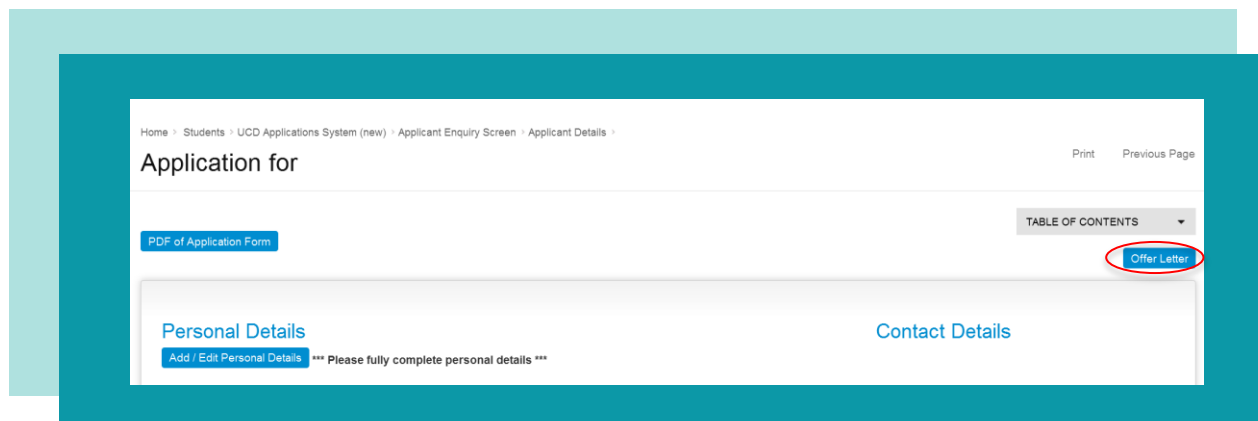 Home > Students > UCD Applications System (new) > Applicant Enquiry Screen > Applicant Details >
Application for
Print Previous Page
TABLE OF CONTENTS
PDF of Application Form
Offer Letter
Personal Details
Contact Details
Add / Edit Personal Details *** Please fully complete personal details ***